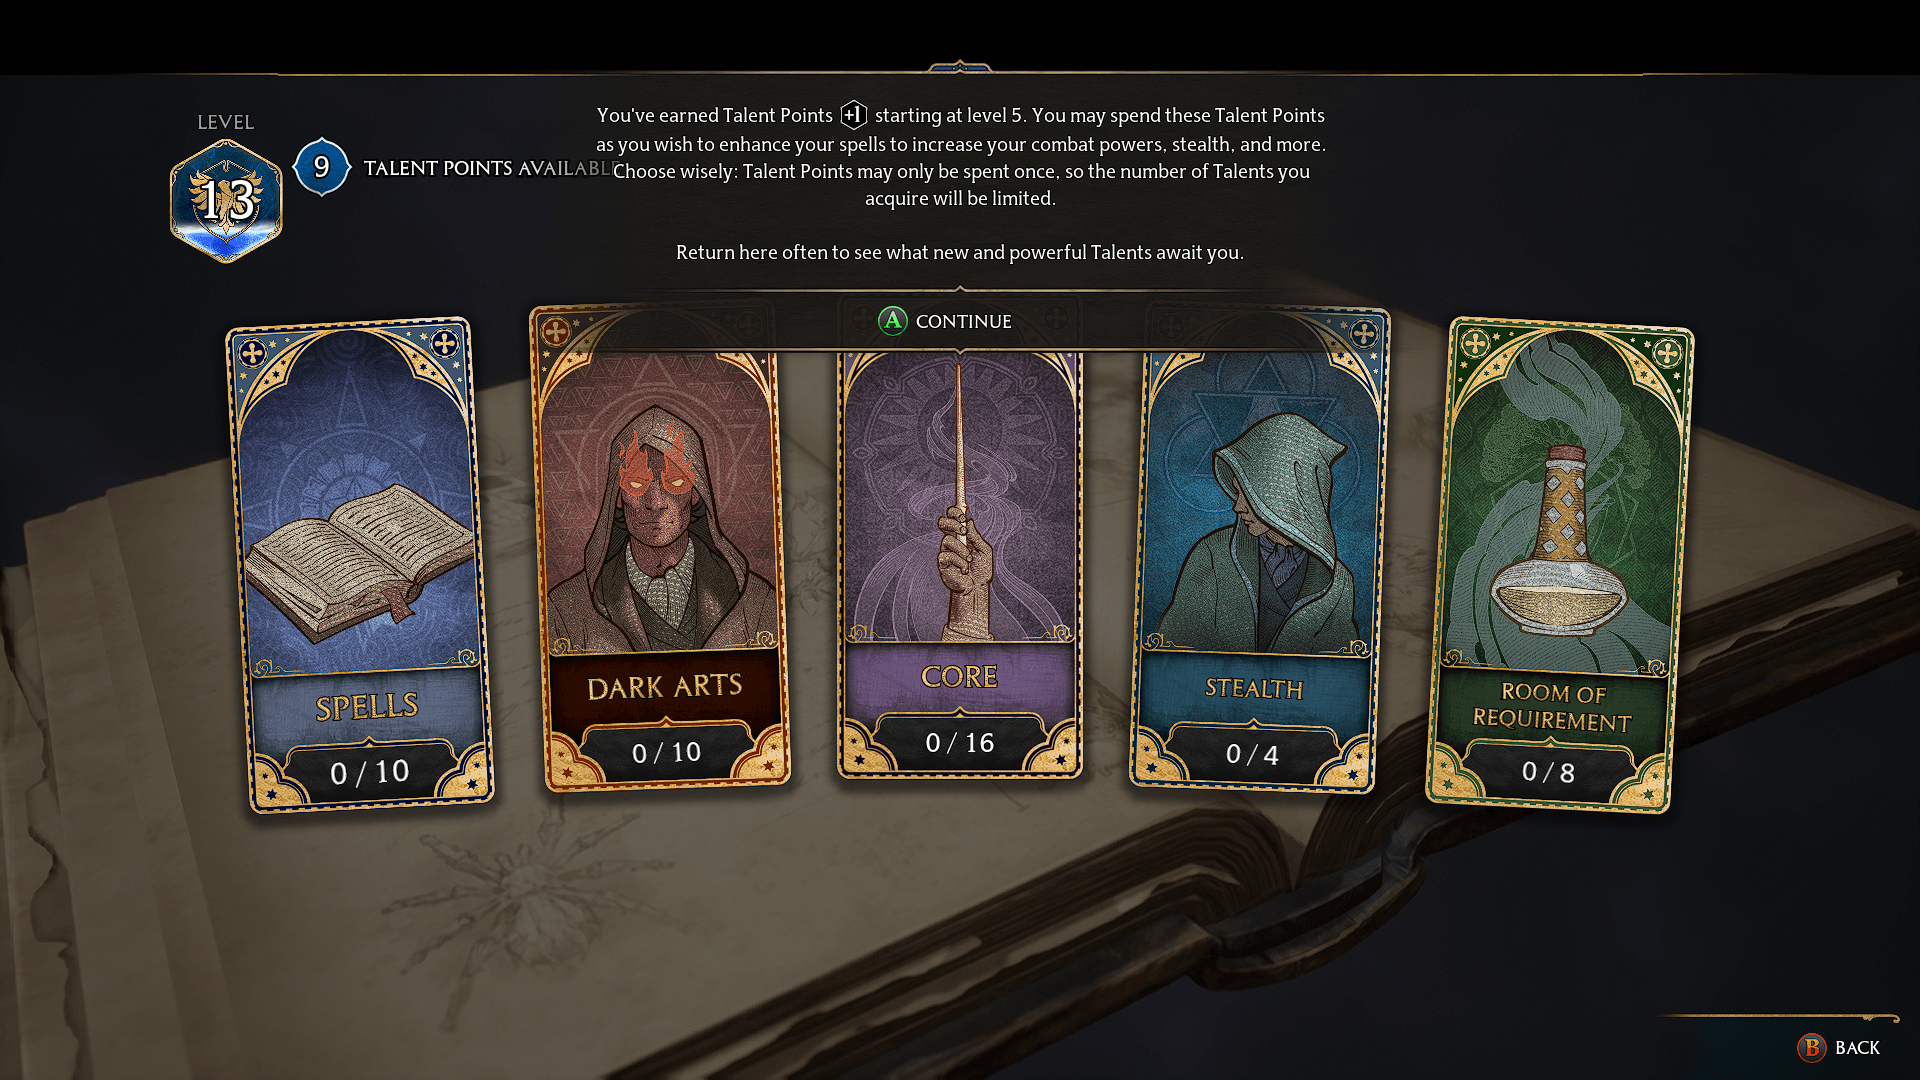 LEVEL
13
9
TALENT POINTS AVAILABLE
You've earned Talent Points +1 starting at level 5. You may spend these Talent Points
as you wish to enhance your spells to increase your combat powers, stealth, and more.
Choose wisely: Talent Points may only be spent once, so the number of Talents you
acquire will be limited.
Return here often to see what new and powerful Talents await you.
A CONTINUE
SPELLS
0 / 10
DARK ARTS
0 / 10
CORE
0 / 16
STEALTH
0 / 4
ROOM OF
REQUIREMENT
0 / 8
B BACK